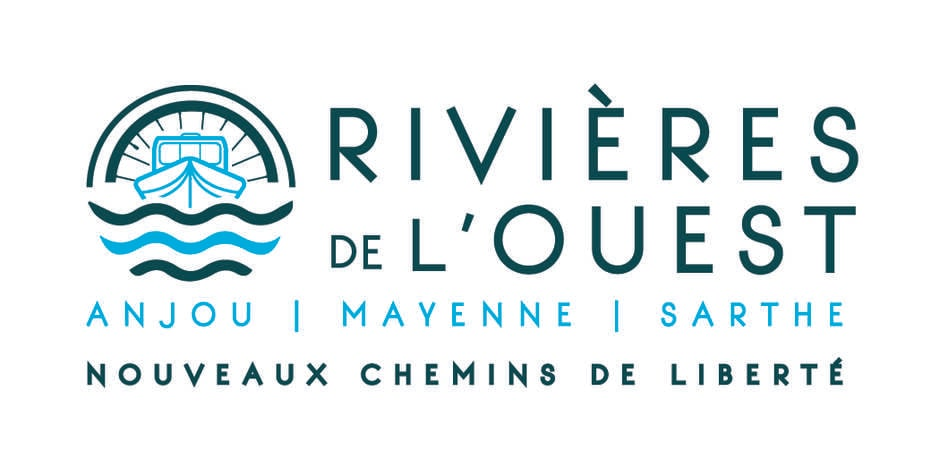 RIVIÈRES
DE L'OUEST
ANJOU | MAYENNE | SARTHE
NOUVEAUX CHEMINS DE LIBERTÉ